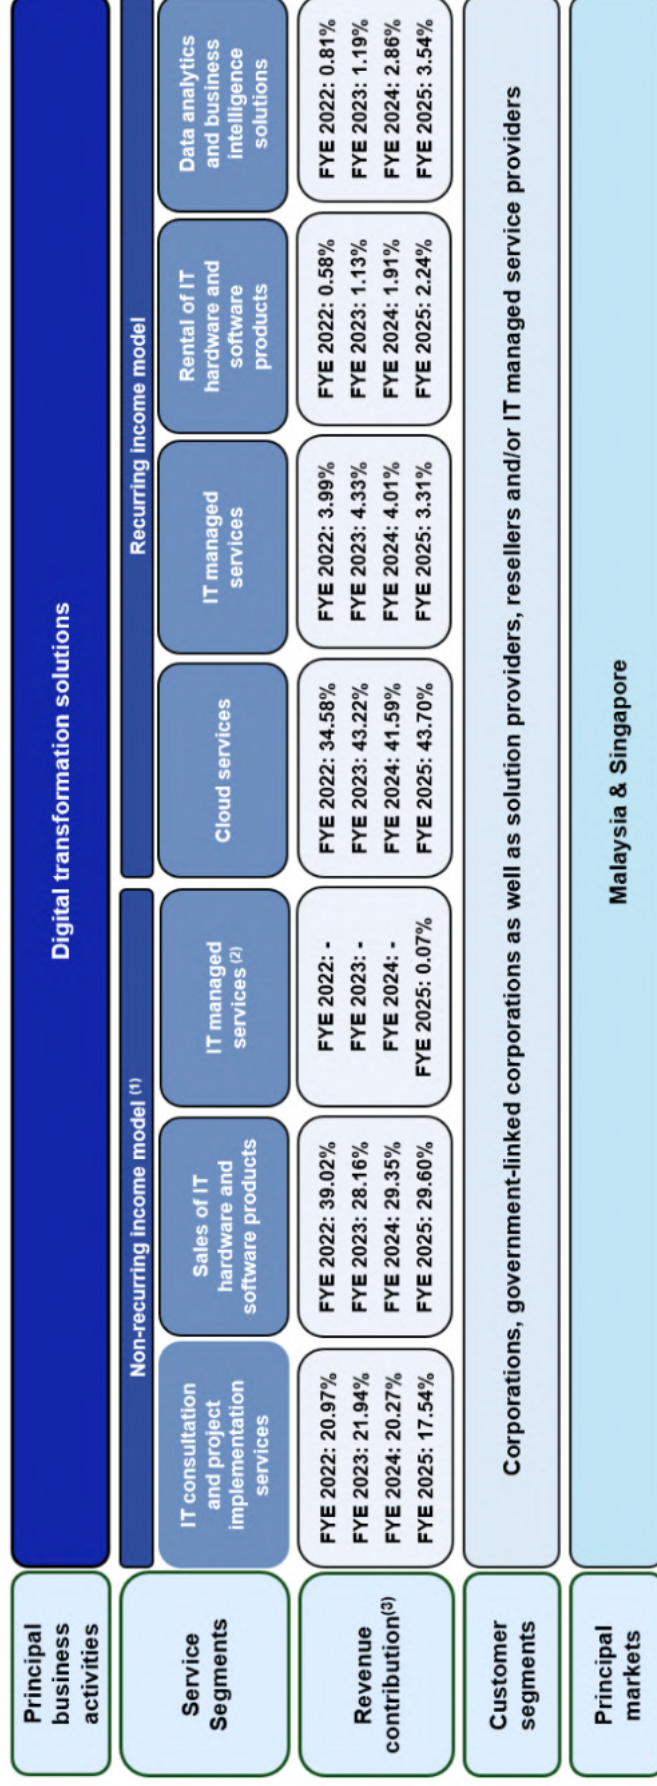 Principal
business
activities
Digital transformation solutions
Service
Segments
Non-recurring income model (1)
Recurring income model
IT consultation
and project
implementation
services
Sales of IT
hardware and
software products
IT managed
services (2)
Cloud services
IT managed
services
Rental of IT
hardware and
software
products
Data analytics
and business
intelligence
solutions
Revenue
contribution(3)
FYE 2022: 20.97%
FYE 2023: 21.94%
FYE 2024: 20.27%
FYE 2025: 17.54%
FYE 2022: 39.02%
FYE 2023: 28.16%
FYE 2024: 29.35%
FYE 2025: 29.60%
FYE 2022: -
FYE 2023: -
FYE 2024: -
FYE 2025: 0.07%
FYE 2022: 34.58%
FYE 2023: 43.22%
FYE 2024: 41.59%
FYE 2025: 43.70%
FYE 2022: 3.99%
FYE 2023: 4.33%
FYE 2024: 4.01%
FYE 2025: 3.31%
FYE 2022: 0.58%
FYE 2023: 1.13%
FYE 2024: 1.91%
FYE 2025: 2.24%
FYE 2022: 0.81%
FYE 2023: 1.19%
FYE 2024: 2.86%
FYE 2025: 3.54%
Customer
segments
Corporations, government-linked corporations as well as solution providers, resellers and/or IT managed service providers
Principal
markets
Malaysia & Singapore